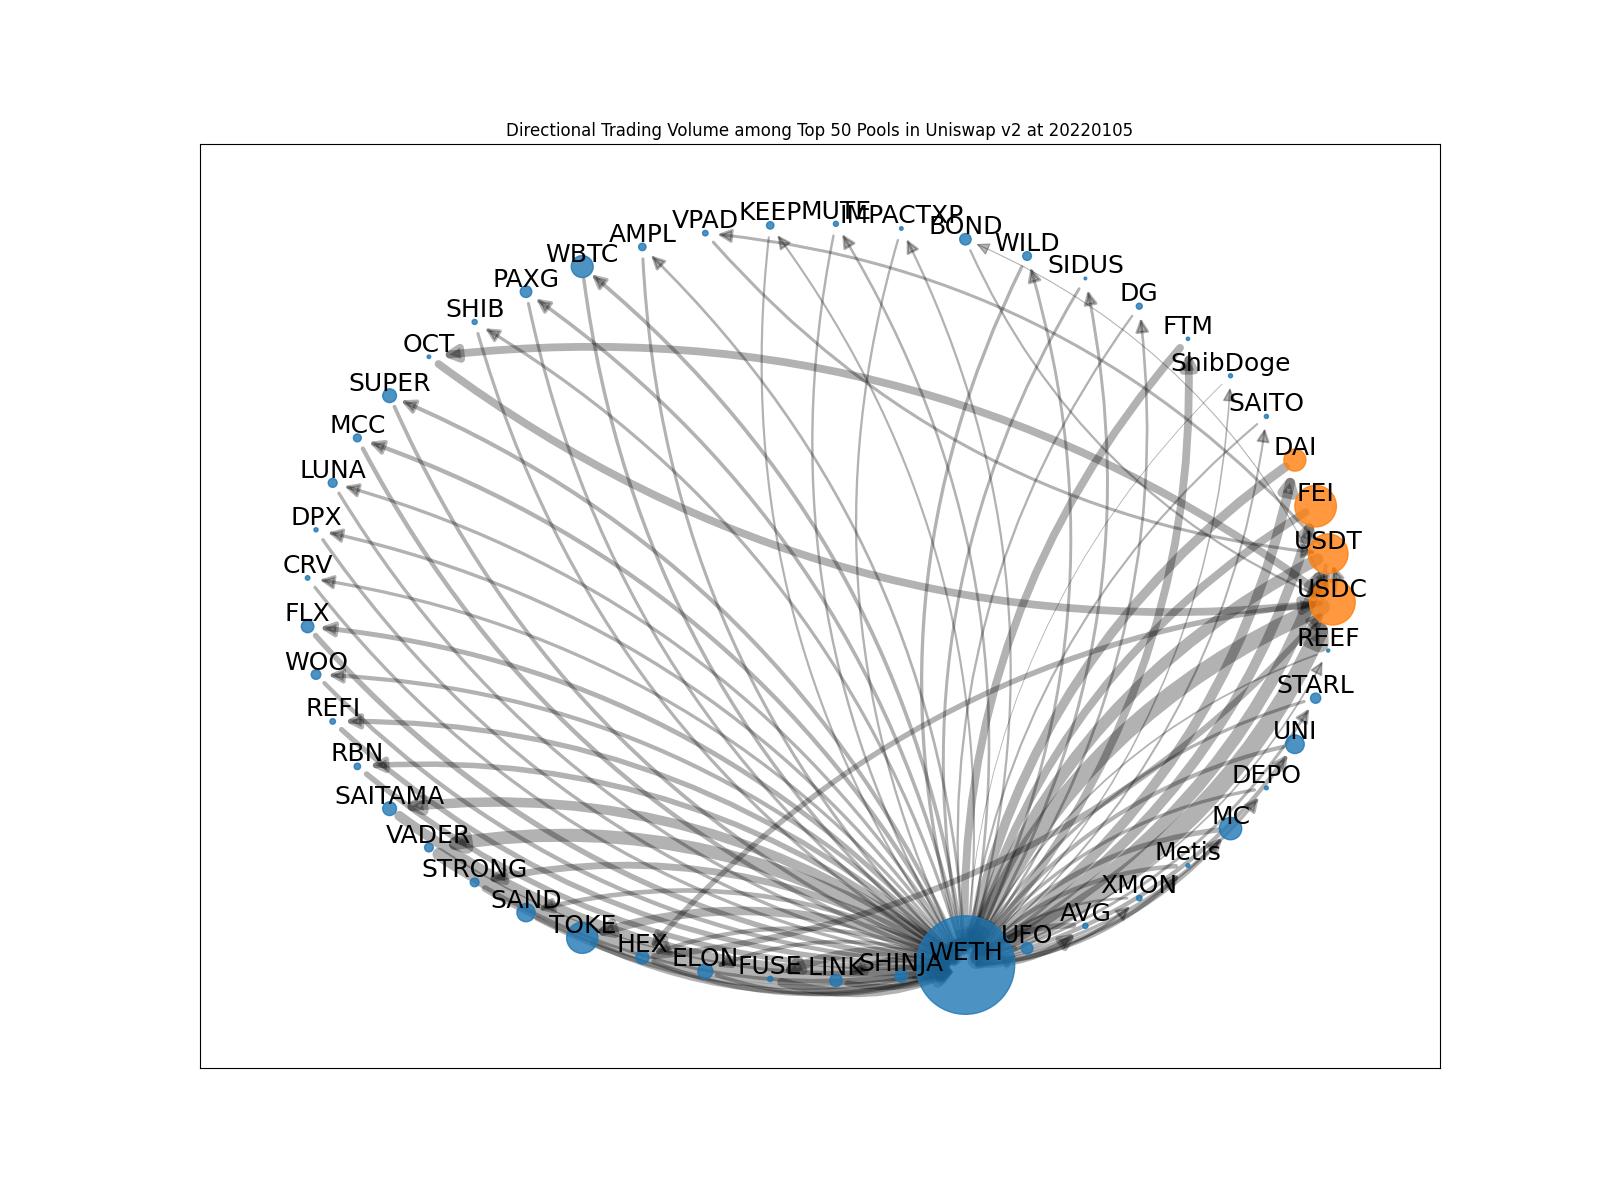 Directional Trading Volume among Top 50 Pools in Uniswap v2 at 20220105
KEEP
MUTE
IMPACTXP
VPAD
BOND
AMPL
WILD
WBTC
SIDUS
PAXG
DG
SHIB
FTM
OCT
ShibDoge
SUPER
SAITO
MCC
DAI
LUNA
FEI
DPX
USDT
CRV
USDC
FLX
REEF
WOO
STARL
REFI
UNI
RBN
DEPO
SAITAMA
MC
VADER
Metis
STRONG
XMON
SAND
AVG
TOKE
UFO
HEX
WETH
ELON
FUSE
LINK
SHINJA